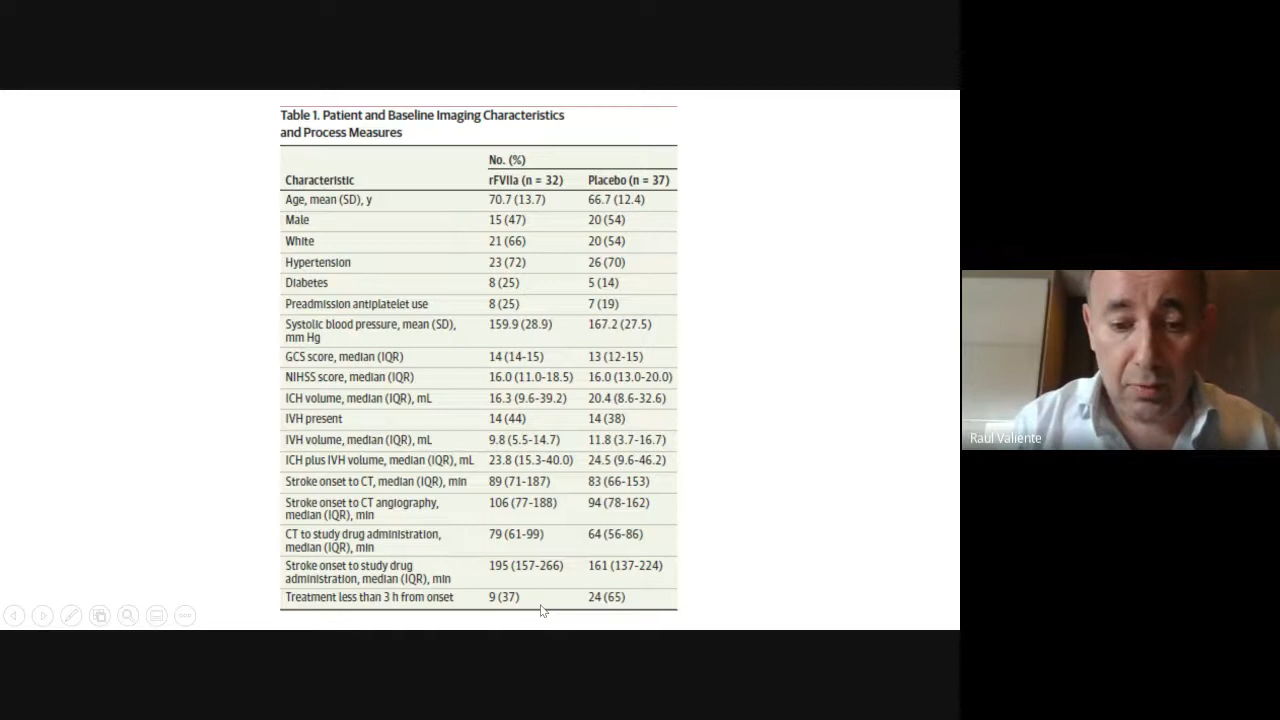 Table 1. Patient and Baseline Imaging Characteristics
and Process Measures
No. (%)
Characteristic rFVIIa (n = 32) Placebo (n = 37)
Age, mean (SD), y 70.7 (13.7) 66.7 (12.4)
Male 15 (47) 20 (54)
White 21 (66) 20 (54)
Hypertension 23 (72) 26 (70)
Diabetes 8 (25) 5 (14)
Preadmission antiplatelet use 8 (25) 7 (19)
Systolic blood pressure, mean (SD), 159.9 (28.9) 167.2 (27.5)
mm Hg
GCS score, median (IQR) 14 (14-15) 13 (12-15)
NIHSS score, median (IQR) 16.0 (11.0-18.5) 16.0 (13.0-20.0)
ICH volume, median (IQR), mL 16.3 (9.6-39.2) 20.4 (8.6-32.6)
IVH present 14 (44) 14 (38)
IVH volume, median (IQR), mL 9.8 (5.5-14.7) 11.8 (3.7-16.7)
ICH plus IVH volume, median (IQR), mL 23.8 (15.3-40.0) 24.5 (9.6-46.2)
Stroke onset to CT, median (IQR), min 89 (71-187) 83 (66-153)
Stroke onset to CT angiography, 106 (77-188) 94 (78-162)
median (IQR), min
CT to study drug administration, 79 (61-99) 64 (56-86)
median (IQR), min
Stroke onset to study drug 195 (157-266) 161 (137-224)
administration, median (IQR), min
Treatment less than 3 h from onset 9 (37) 24 (65)
Raul Valiente